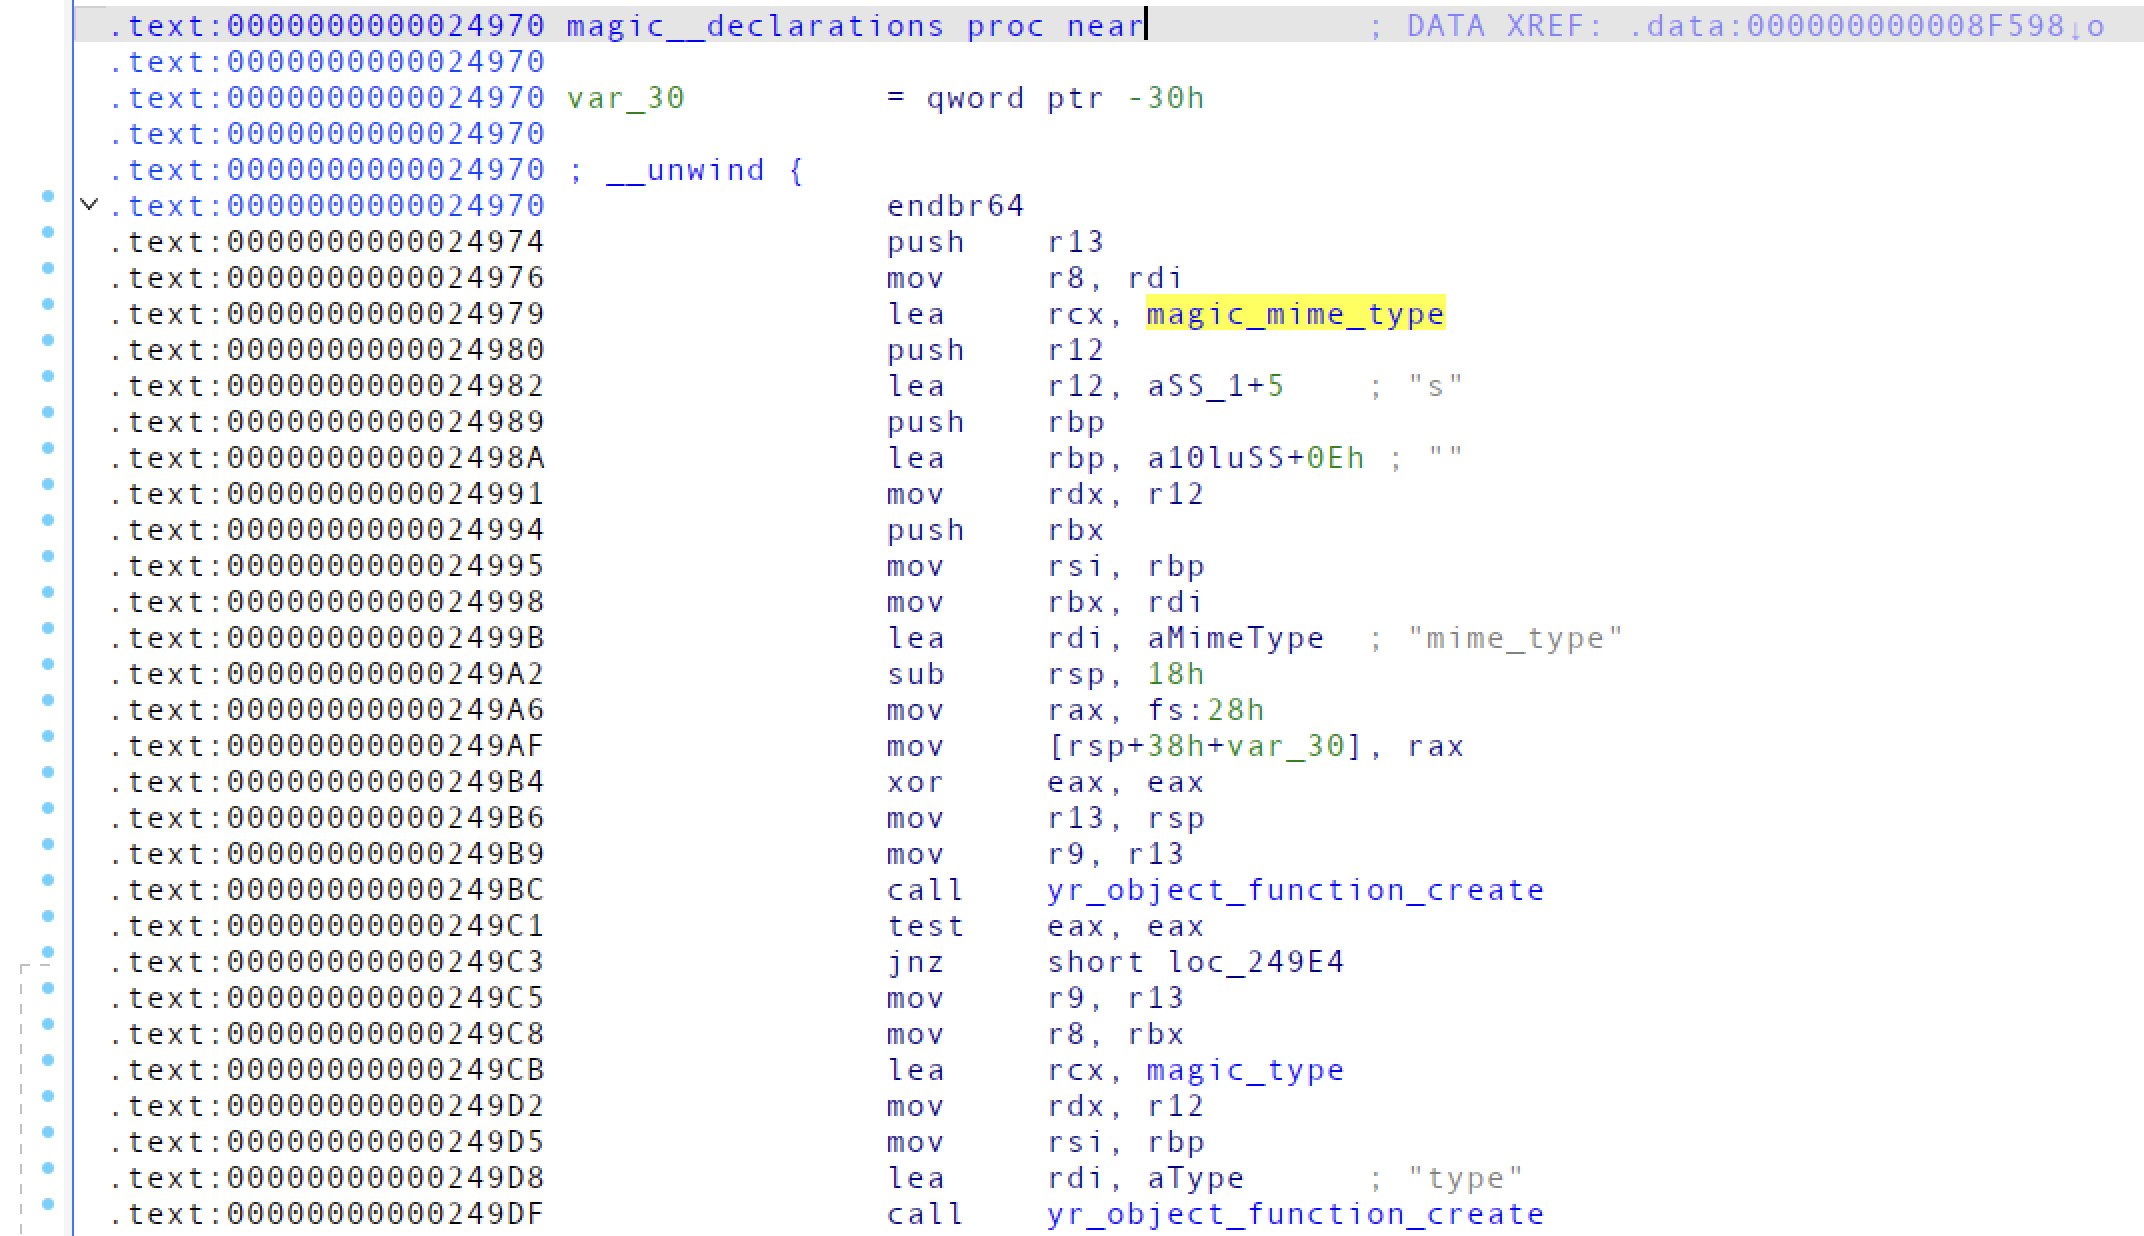 .text:0000000000024970 magic__declarations proc near ; DATA XREF: .data:000000000008F598↓o
.text:0000000000024970
.text:0000000000024970 var_30 = qword ptr -30h
.text:0000000000024970
.text:0000000000024970 ; __unwind {
.text:0000000000024970 endbr64
.text:0000000000024974 push r13
.text:0000000000024976 mov r8, rdi
.text:0000000000024979 lea rcx, magic_mime_type
.text:0000000000024980 push r12
.text:0000000000024982 lea r12, aSS_1+5 ; "s"
.text:0000000000024989 push rbp
.text:000000000002498A lea rbp, a10luSS+0Eh ; ""
.text:0000000000024991 mov rdx, r12
.text:0000000000024994 push rbx
.text:0000000000024995 mov rsi, rbp
.text:0000000000024998 mov rbx, rdi
.text:000000000002499B lea rdi, aMimeType ; "mime_type"
.text:00000000000249A2 sub rsp, 18h
.text:00000000000249A6 mov rax, fs:28h
.text:00000000000249AF mov [rsp+38h+var_30], rax
.text:00000000000249B4 xor eax, eax
.text:00000000000249B6 mov r13, rsp
.text:00000000000249B9 mov r9, r13
.text:00000000000249BC call yr_object_function_create
.text:00000000000249C1 test eax, eax
.text:00000000000249C3 jnz short loc_249E4
.text:00000000000249C5 mov r9, r13
.text:00000000000249C8 mov r8, rbx
.text:00000000000249CB lea rcx, magic_type
.text:00000000000249D2 mov rdx, r12
.text:00000000000249D5 mov rsi, rbp
.text:00000000000249D8 lea rdi, aType ; "type"
.text:00000000000249DF call yr_object_function_create